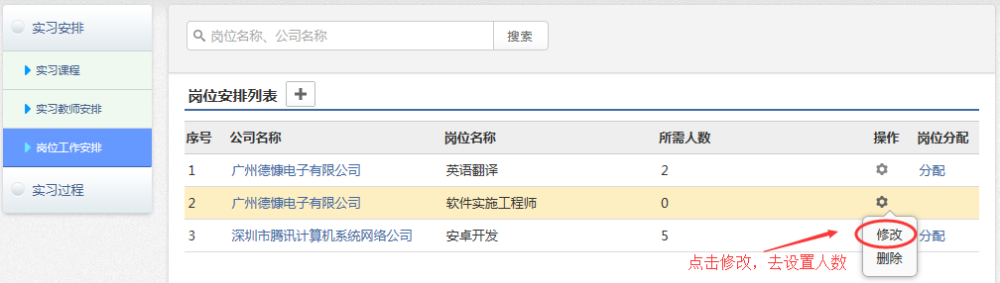 实习安排
实习课程
实习教师安排
岗位工作安排
实习过程
岗位名称、公司名称
搜索
岗位安排列表
序号 公司名称 岗位名称 所需人数 操作 岗位分配
1 广州德慷电子有限公司 英语翻译 2 分配
2 广州德慷电子有限公司 软件实施工程师 0
3 深圳市腾讯计算机系统网络公司 安卓开发 5 分配
修改
删除
点击修改，去设置人数